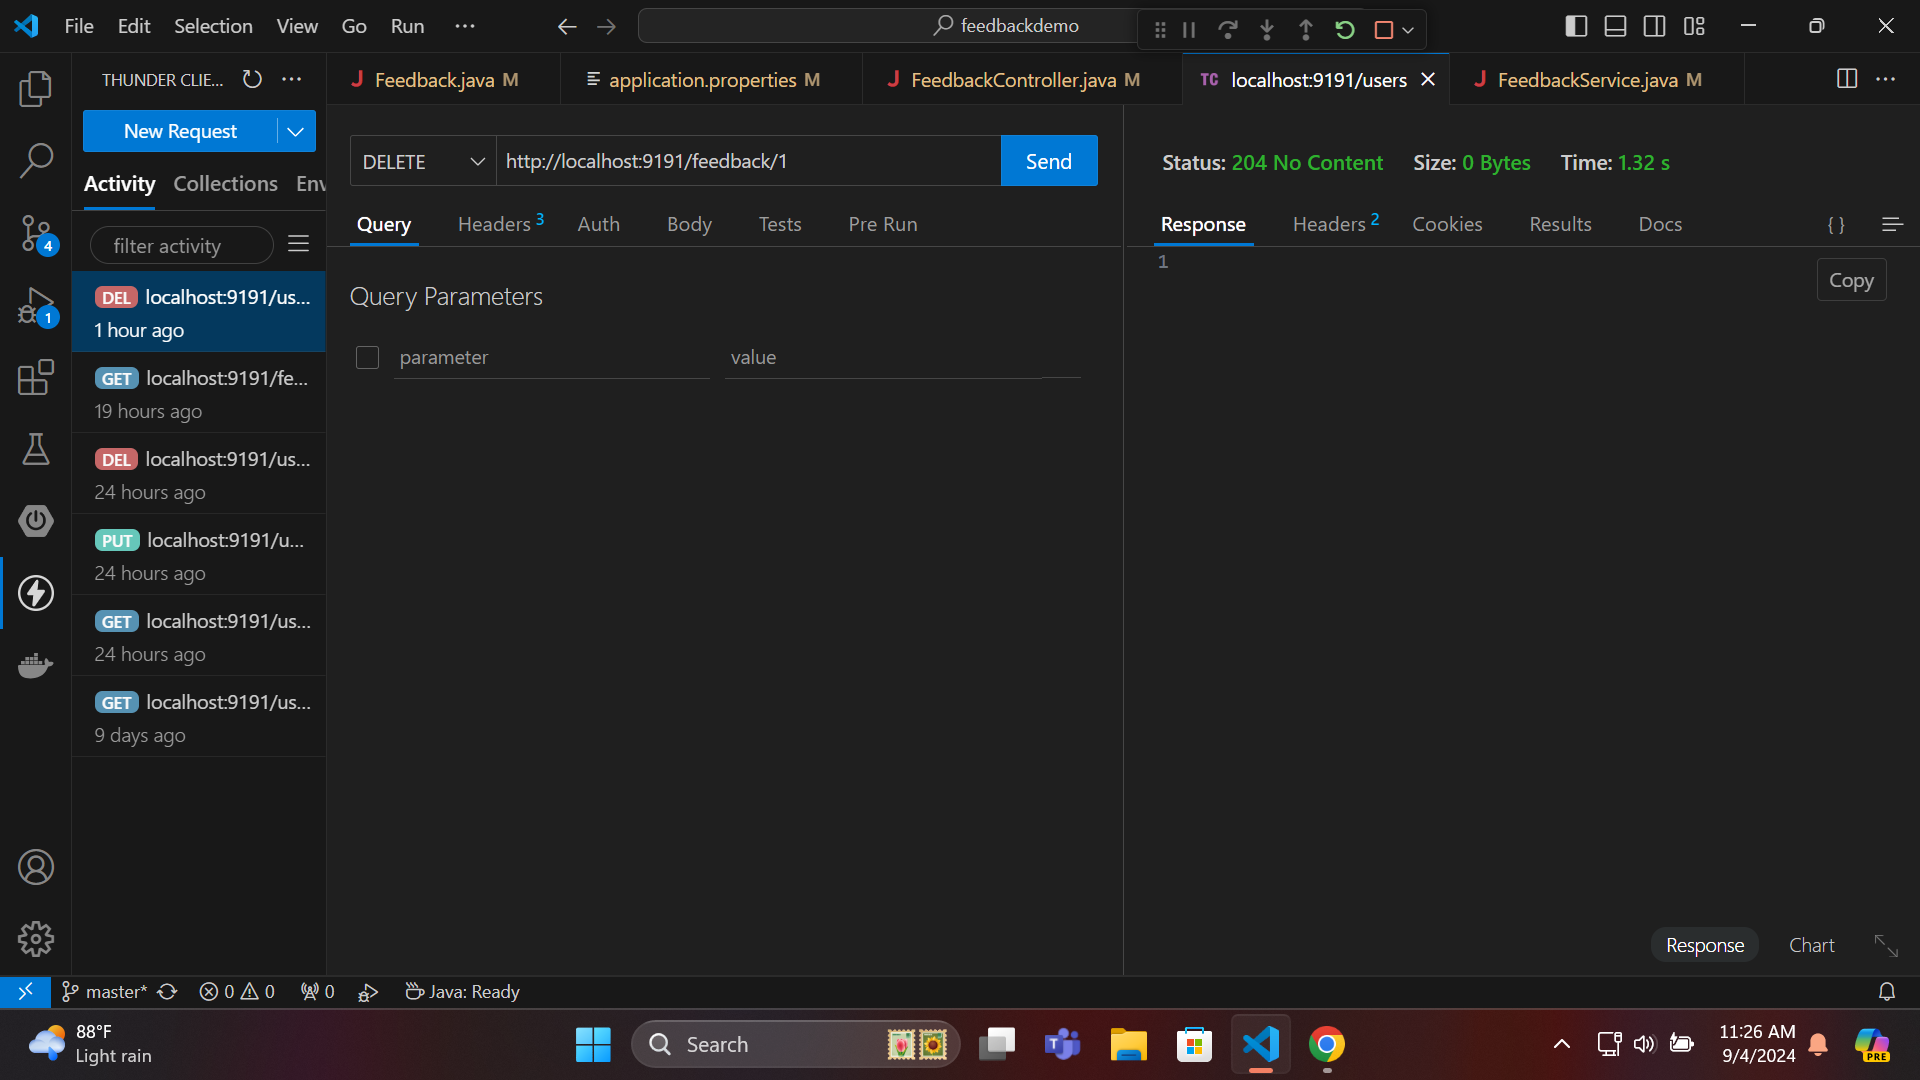 File Edit Selection View Go Run ···
feedbackdemo
THUNDER CLIE... ···
Feedback.java M
application.properties M
FeedbackController.java M
TC localhost:9191/users
FeedbackService.java M
New Request
Activity Collections Env
filter activity
DEL localhost:9191/us...
1 hour ago
GET localhost:9191/fe...
19 hours ago
DEL localhost:9191/us...
24 hours ago
PUT localhost:9191/u...
24 hours ago
GET localhost:9191/us...
24 hours ago
GET localhost:9191/us...
9 days ago
4
1
DELETE http://localhost:9191/feedback/1 Send
Query Headers 3 Auth Body Tests Pre Run
Query Parameters
parameter value
Status: 204 No Content Size: 0 Bytes Time: 1.32 s
Response Headers 2 Cookies Results Docs { }
1
Copy
Response Chart
master* 0 0 0 Java: Ready
88°F
Light rain
Search
11:26 AM
9/4/2024
PRE